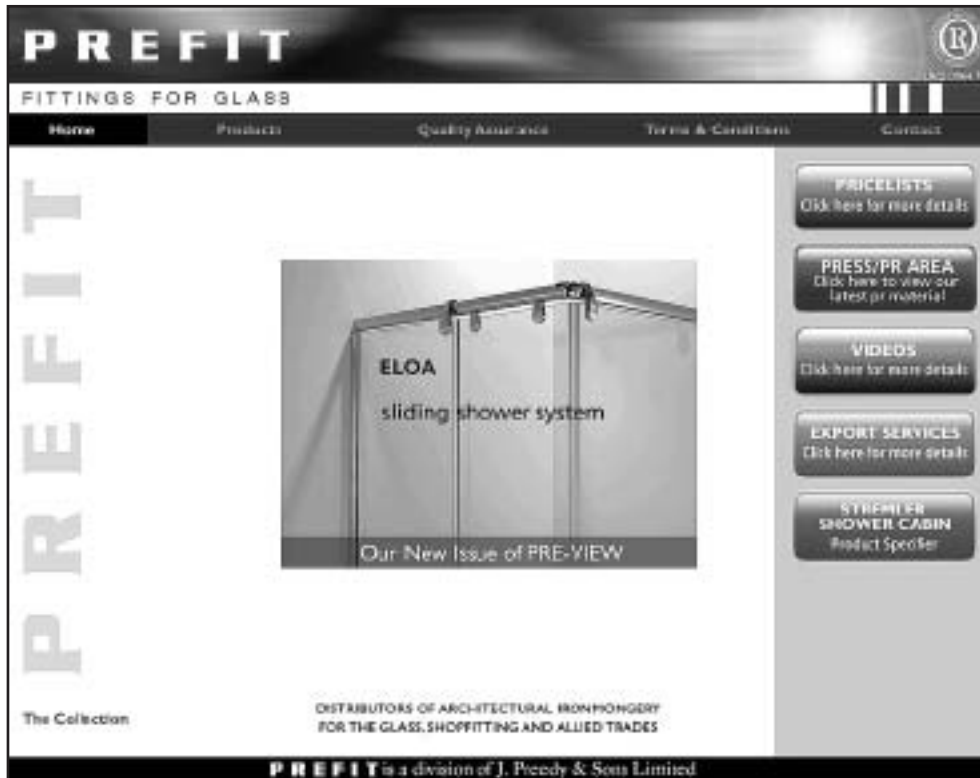 PREFIT
R
FITTINGS FOR GLASS
Home Products Quality Assurance Terms & Conditions Contact
PREFIT
ELOA
sliding shower system
Our New Issue of PRE-VIEW
PRICELISTS
Click here for more details
PRESS/PR AREA
Click here to view our
latest pr material
VIDEOS
Click here for more details
EXPORT SERVICES
Click here for more details
STREMLER
SHOWER CABIN
Product Specifier
The Collection
DISTRIBUTORS OF ARCHITECTURAL IRONMONGERY
FOR THE GLASS, SHOPFITTING AND ALLIED TRADES
PREFIT is a division of J. Preedy & Sons Limited